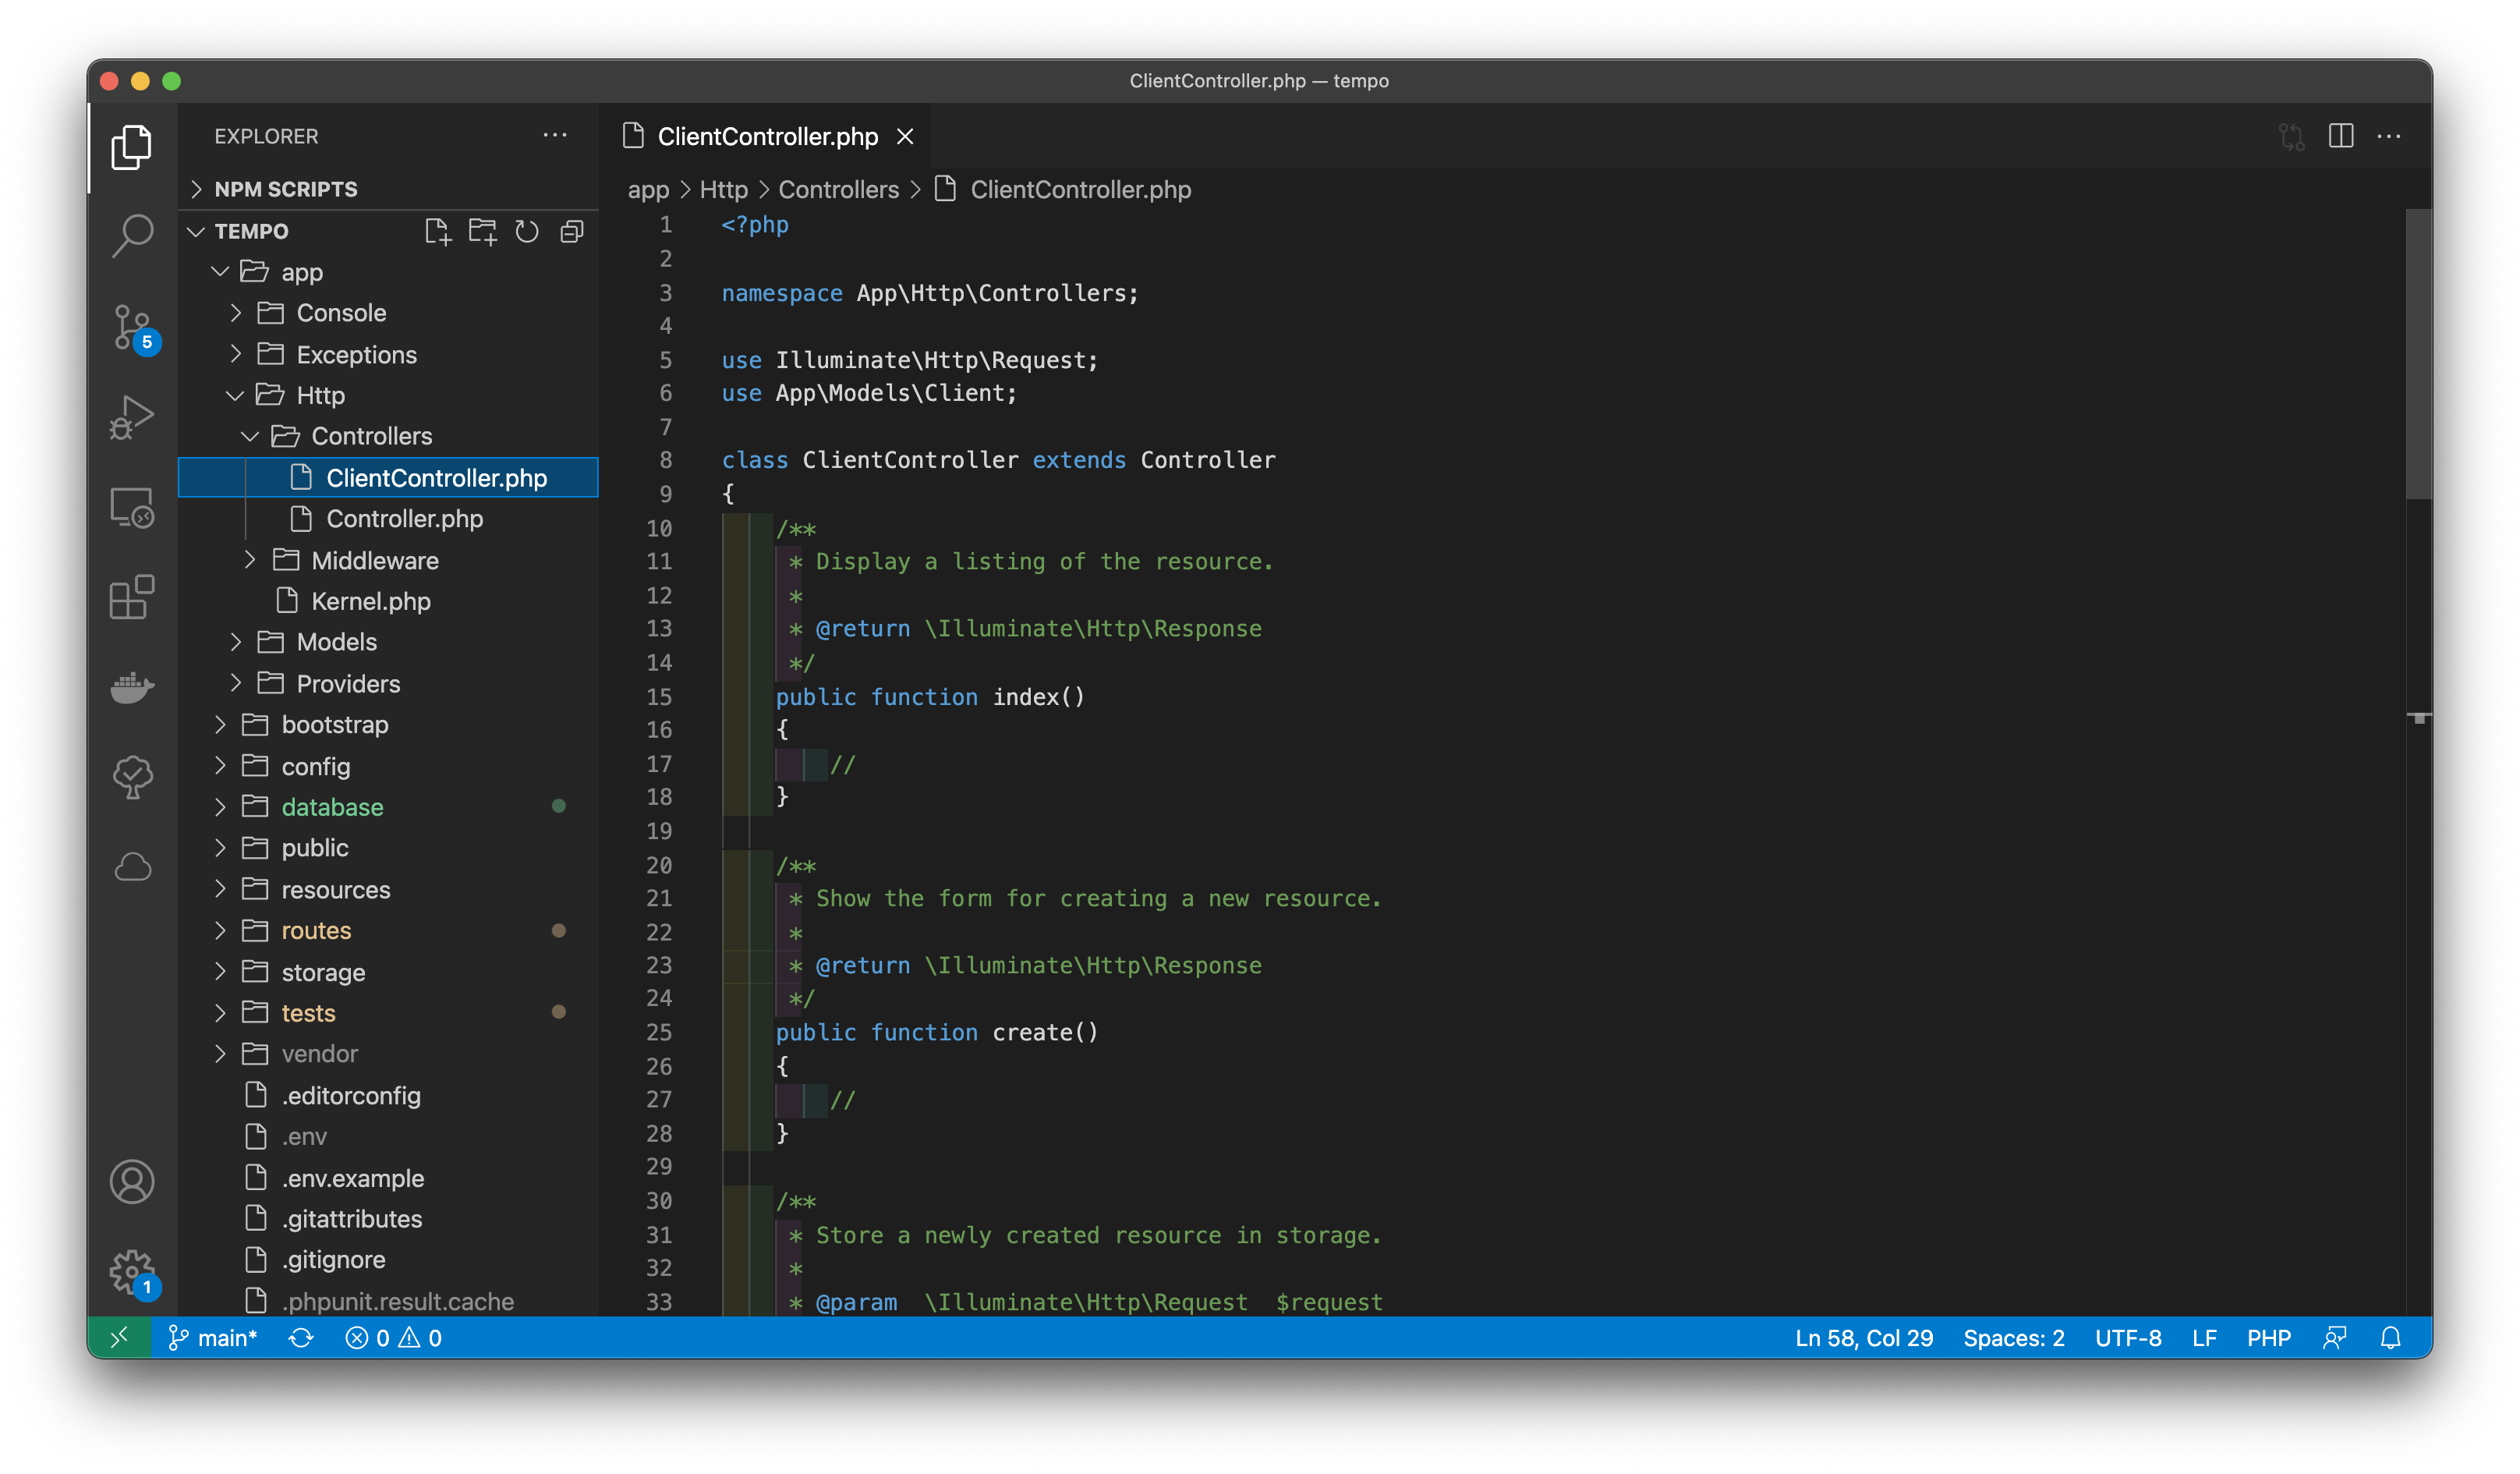 ClientController.php — tempo
EXPLORER
NPM SCRIPTS
TEMPO
app
Console
Exceptions
Http
Controllers
ClientController.php
Controller.php
Middleware
Kernel.php
Models
Providers
bootstrap
config
database
public
resources
routes
storage
tests
vendor
.editorconfig
.env
.env.example
.gitattributes
.gitignore
.phpunit.result.cache
5
1
ClientController.php
app > Http > Controllers > ClientController.php
1 <?php
2
3 namespace App\Http\Controllers;
4
5 use Illuminate\Http\Request;
6 use App\Models\Client;
7
8 class ClientController extends Controller
9 {
10 /**
11 * Display a listing of the resource.
12 *
13 * @return \Illuminate\Http\Response
14 */
15 public function index()
16 {
17 //
18 }
19
20 /**
21 * Show the form for creating a new resource.
22 *
23 * @return \Illuminate\Http\Response
24 */
25 public function create()
26 {
27 //
28 }
29
30 /**
31 * Store a newly created resource in storage.
32 *
33 * @param  \Illuminate\Http\Request  $request
main* 0 0 Ln 58, Col 29 Spaces: 2 UTF-8 LF PHP